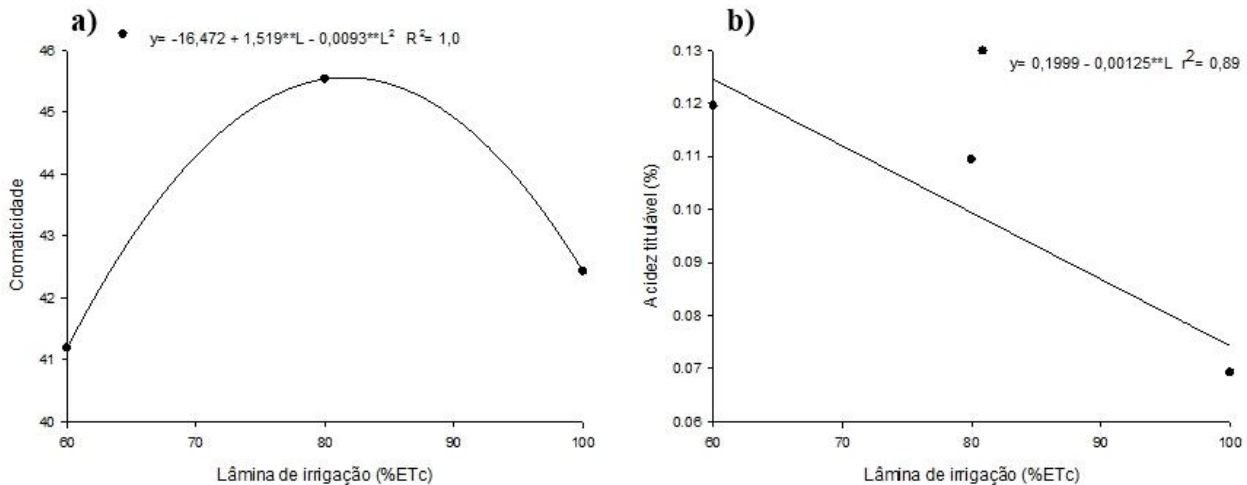 a)
y= -16,472 + 1,519**L - 0,0093**L² R²= 1,0
46
45
44
43
42
41
40
Cromaticidade
60 70 80 90 100
Lâmina de irrigação (%ETc)
b)
y= 0,1999 - 0,00125**L r²= 0,89
0.13
0.12
0.11
0.10
0.09
0.08
0.07
0.06
Acidez titulável (%)
60 70 80 90 100
Lâmina de irrigação (%ETc)